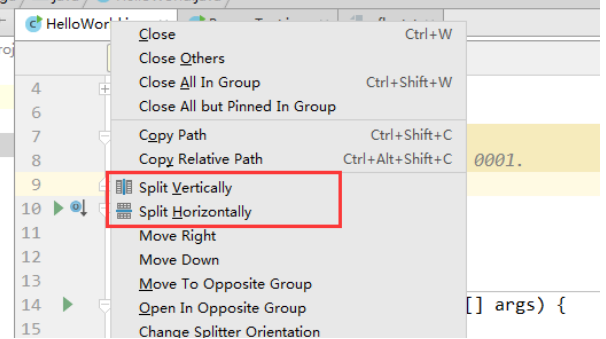 HelloWorld
Close Ctrl+W
Close Others
4
Close All In Group Ctrl+Shift+W
6
Close All but Pinned In Group
7
Copy Path Ctrl+Shift+C
8
Copy Relative Path Ctrl+Alt+Shift+C
0001.
9
Split Vertically
10
Split Horizontally
11
Move Right
12
Move Down
13
Move To Opposite Group
14
Open In Opposite Group
[] args) {
15
Change Splitter Orientation